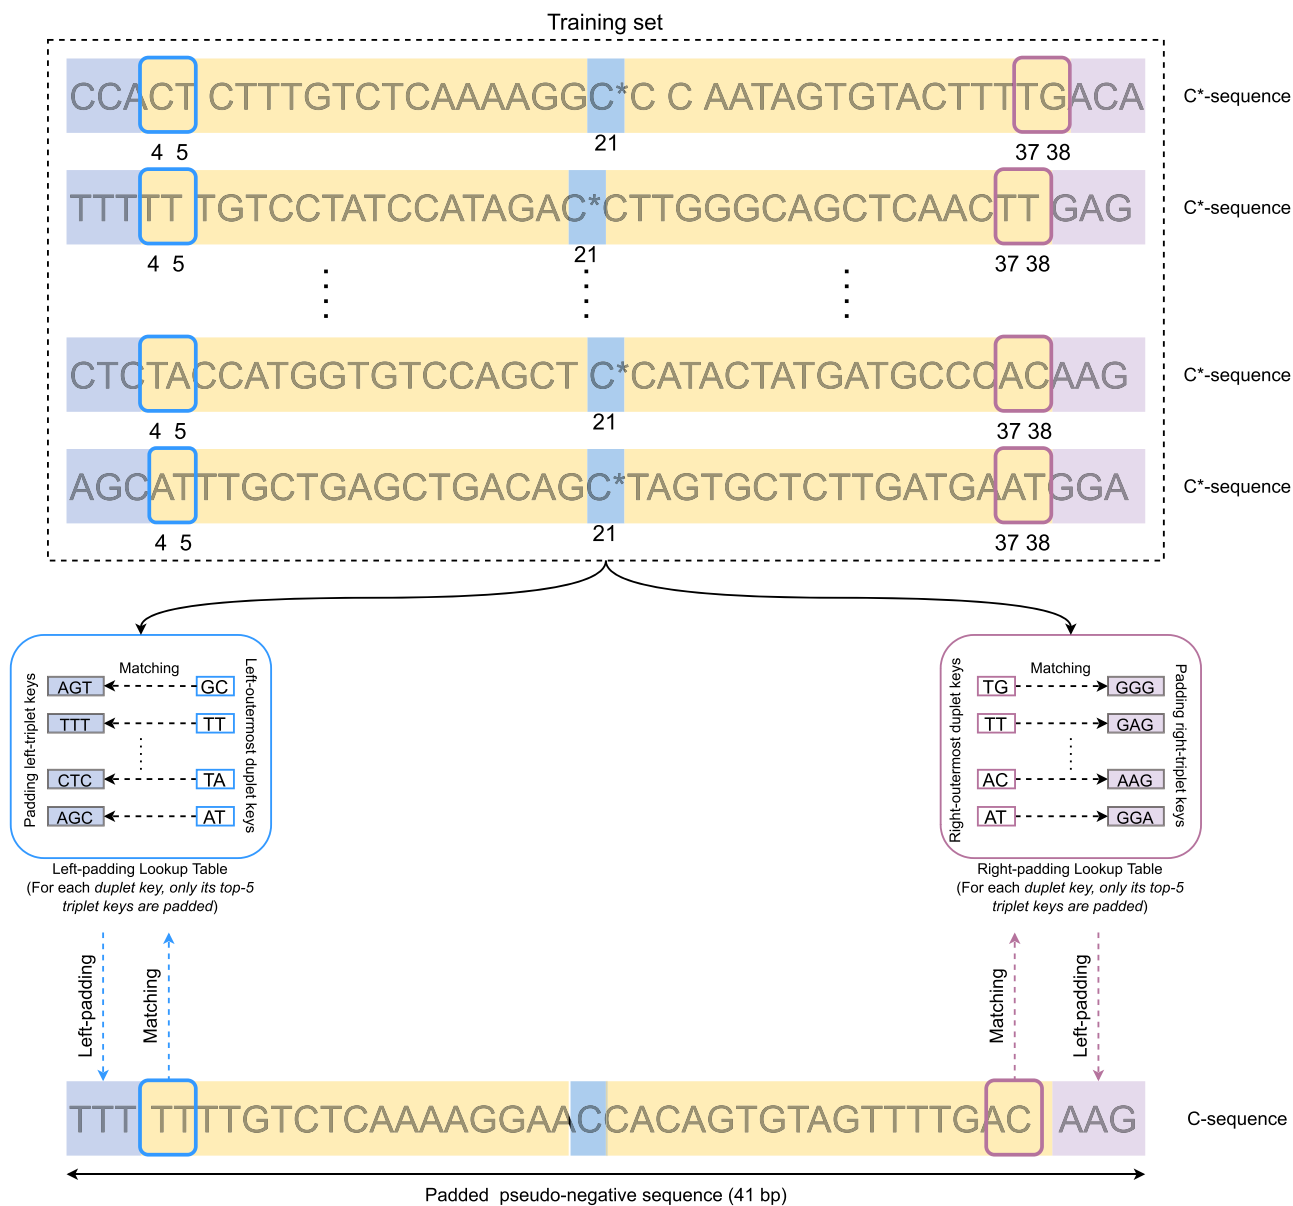 Training set
CCACT CTTTGTCTCAAAAGGC*C C AATAGTGTACTTTTGACA
C*-sequence
4 5
21
37 38
TTTTT TGTCCTATCCATAGAC*CTTGGGCAGCTCAACTT GAG
C*-sequence
4 5
21
37 38
CTCTACCATGGTGTCCAGCT C*CATACTATGATGCCCACAAG
C*-sequence
4 5
21
37 38
AGCATTTGCTGAGCTGACAGC*TAGTGCTCTTGATGAATGGA
C*-sequence
4 5
21
37 38
Padding left-triplet keys
Matching
AGT
GC
TTT
TT
CTC
TA
AGC
AT
Left-outermost duplet keys
Left-padding Lookup Table
(For each duplet key, only its top-5
triplet keys are padded)
Right-outermost duplet keys
Matching
TG
GGG
TT
GAG
AC
AAG
AT
GGA
Padding right-triplet keys
Right-padding Lookup Table
(For each duplet key, only its top-5
triplet keys are padded)
Left-padding
Matching
Matching
Left-padding
TTT TTTTGTCTCAAAAGGAACCACAGTGTAGTTTTGAC AAG
C-sequence
Padded pseudo-negative sequence (41 bp)